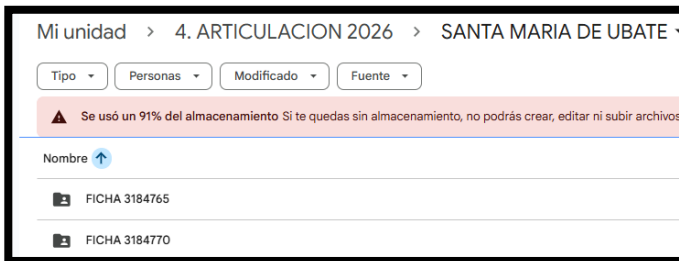 Mi unidad > 4. ARTICULACION 2026 > SANTA MARIA DE UBATE
Tipo Personas Modificado Fuente
Se usó un 91% del almacenamiento Si te quedas sin almacenamiento, no podrás crear, editar ni subir archivos
Nombre
FICHA 3184765
FICHA 3184770